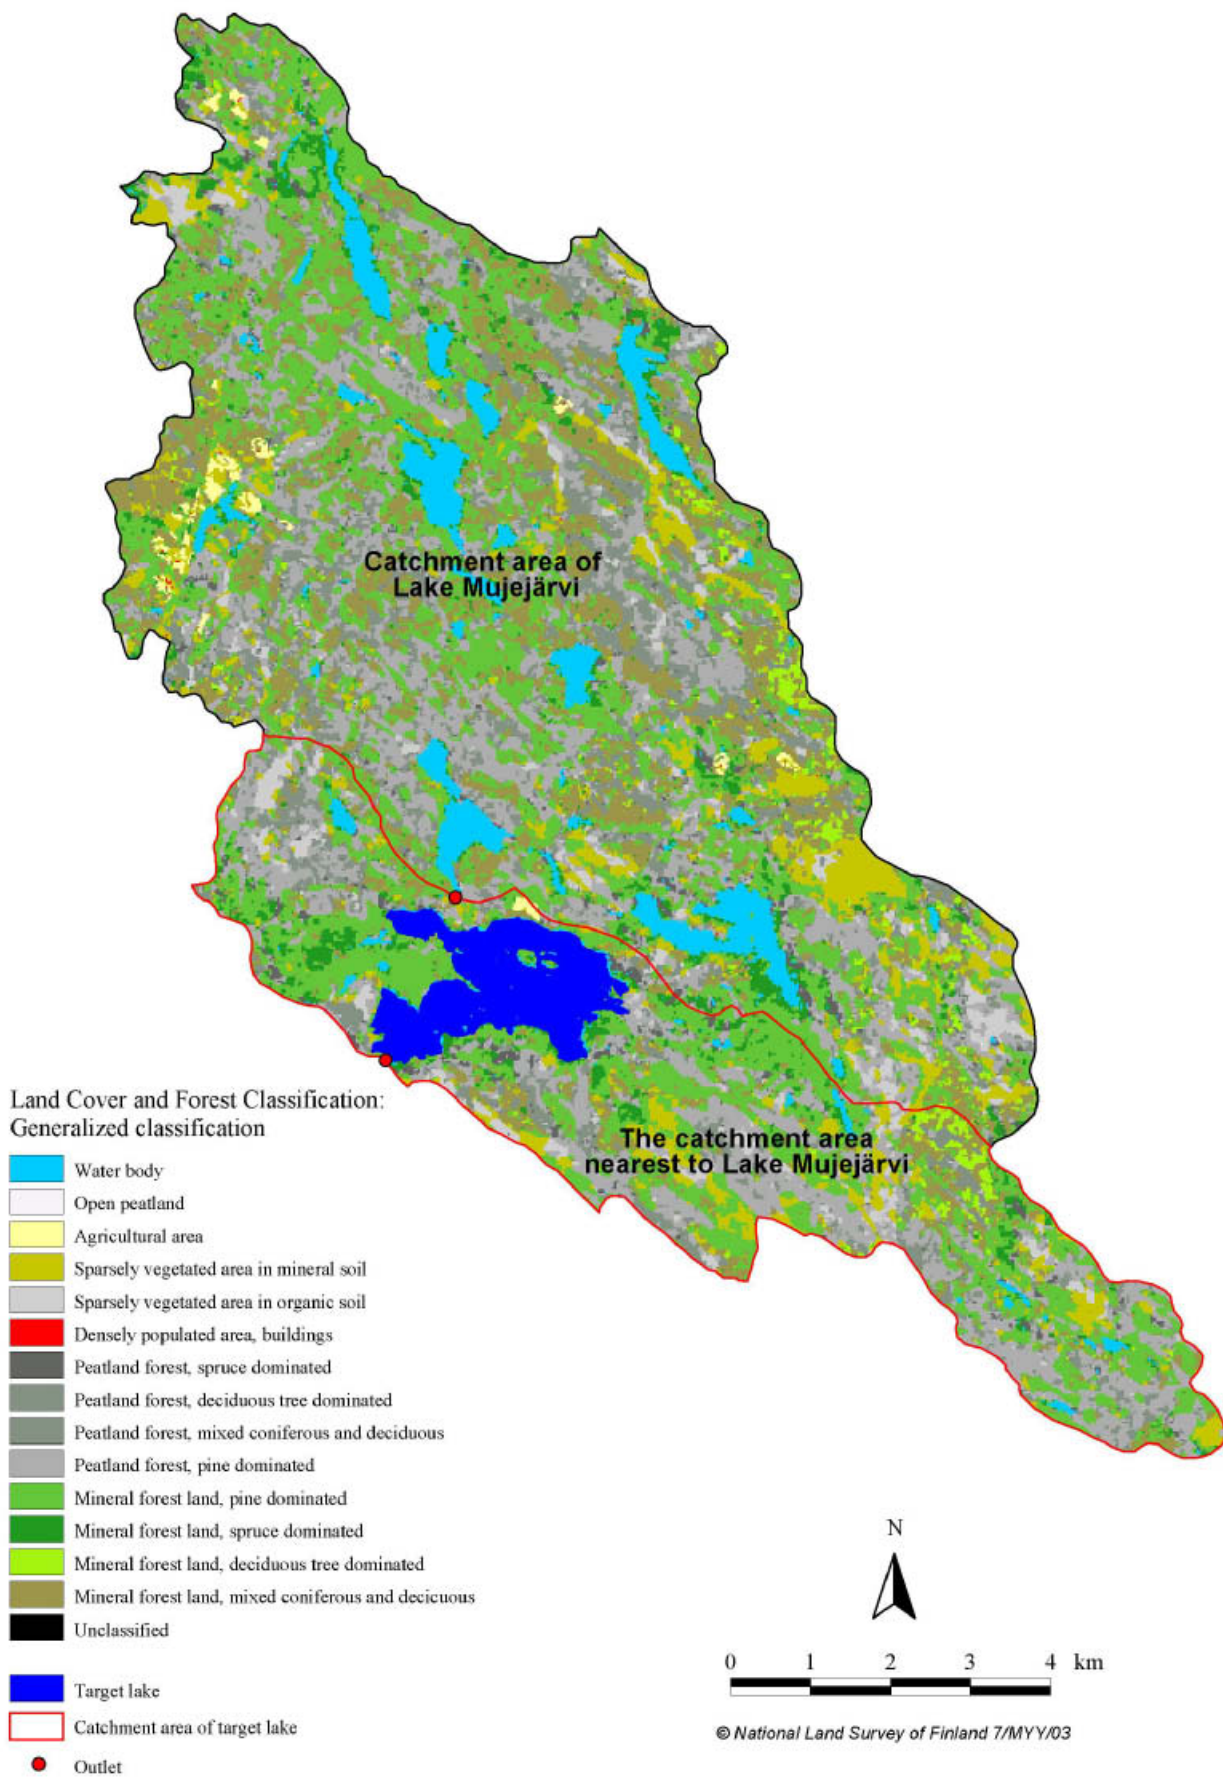 Catchment area of
Lake Mujejärvi
The catchment area
nearest to Lake Mujejärvi
Land Cover and Forest Classification:
Generalized classification
Water body
Open peatland
Agricultural area
Sparsely vegetated area in mineral soil
Sparsely vegetated area in organic soil
Densely populated area, buildings
Peatland forest, spruce dominated
Peatland forest, deciduous tree dominated
Peatland forest, mixed coniferous and deciduous
Peatland forest, pine dominated
Mineral forest land, pine dominated
Mineral forest land, spruce dominated
Mineral forest land, deciduous tree dominated
Mineral forest land, mixed coniferous and decicuous
Unclassified
Target lake
Catchment area of target lake
Outlet
N
0 1 2 3 4 km
© National Land Survey of Finland 7/MYY/03